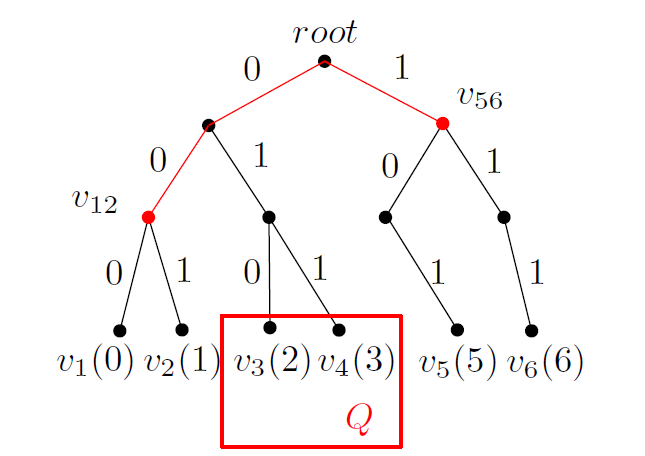 root
0 1
v56
0 1 0 1
v12
0 1 0 1 1 1
v1(0) v2(1) v3(2) v4(3) v5(5) v6(6)
Q